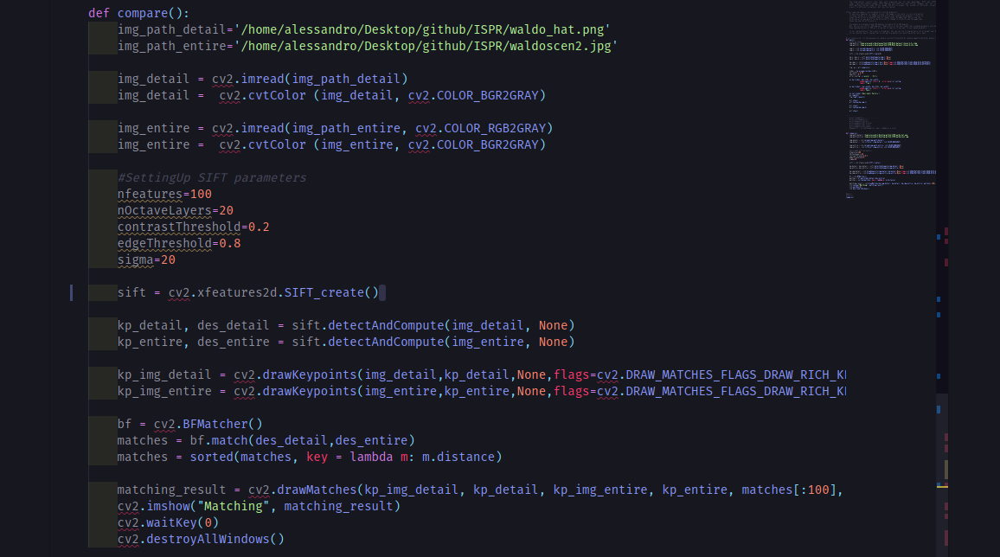 def compare():
img_path_detail='/home/alessandro/Desktop/github/ISPR/waldo_hat.png'
img_path_entire='/home/alessandro/Desktop/github/ISPR/waldoscen2.jpg'
img_detail = cv2.imread(img_path_detail)
img_detail =  cv2.cvtColor (img_detail, cv2.COLOR_BGR2GRAY)
img_entire = cv2.imread(img_path_entire, cv2.COLOR_RGB2GRAY)
img_entire =  cv2.cvtColor (img_entire, cv2.COLOR_BGR2GRAY)
#SettingUp SIFT parameters
nfeatures=100
nOctaveLayers=20
contrastThreshold=0.2
edgeThreshold=0.8
sigma=20
sift = cv2.xfeatures2d.SIFT_create()
kp_detail, des_detail = sift.detectAndCompute(img_detail, None)
kp_entire, des_entire = sift.detectAndCompute(img_entire, None)
kp_img_detail = cv2.drawKeypoints(img_detail,kp_detail,None,flags=cv2.DRAW_MATCHES_FLAGS_DRAW_RICH_K
kp_img_entire = cv2.drawKeypoints(img_entire,kp_entire,None,flags=cv2.DRAW_MATCHES_FLAGS_DRAW_RICH_K
bf = cv2.BFMatcher()
matches = bf.match(des_detail,des_entire)
matches = sorted(matches, key = lambda m: m.distance)
matching_result = cv2.drawMatches(kp_img_detail, kp_detail, kp_img_entire, kp_entire, matches[:100],
cv2.imshow("Matching", matching_result)
cv2.waitKey(0)
cv2.destroyAllWindows()